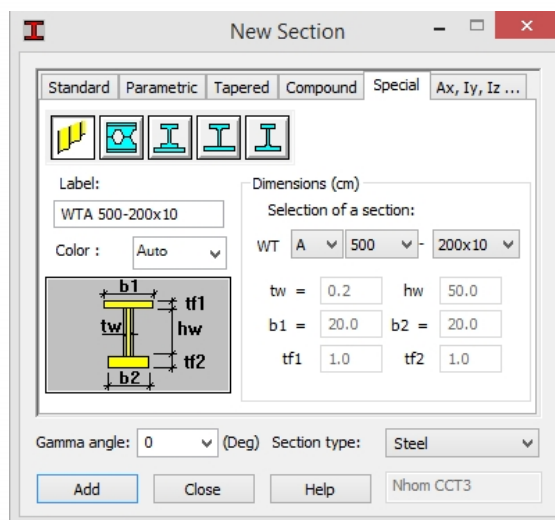 New Section
Standard Parametric Tapered Compound Special Ax, Iy, Iz ...
Label:
WTA 500-200x10
Color : Auto
b1
tf1
tw hw
tf2
b2
Dimensions (cm)
Selection of a section:
WT A 500 - 200x10
tw = 0.2 hw 50.0
b1 = 20.0 b2 = 20.0
tf1 1.0 tf2 1.0
Gamma angle: 0 (Deg) Section type: Steel
Add Close Help Nhom CCT3